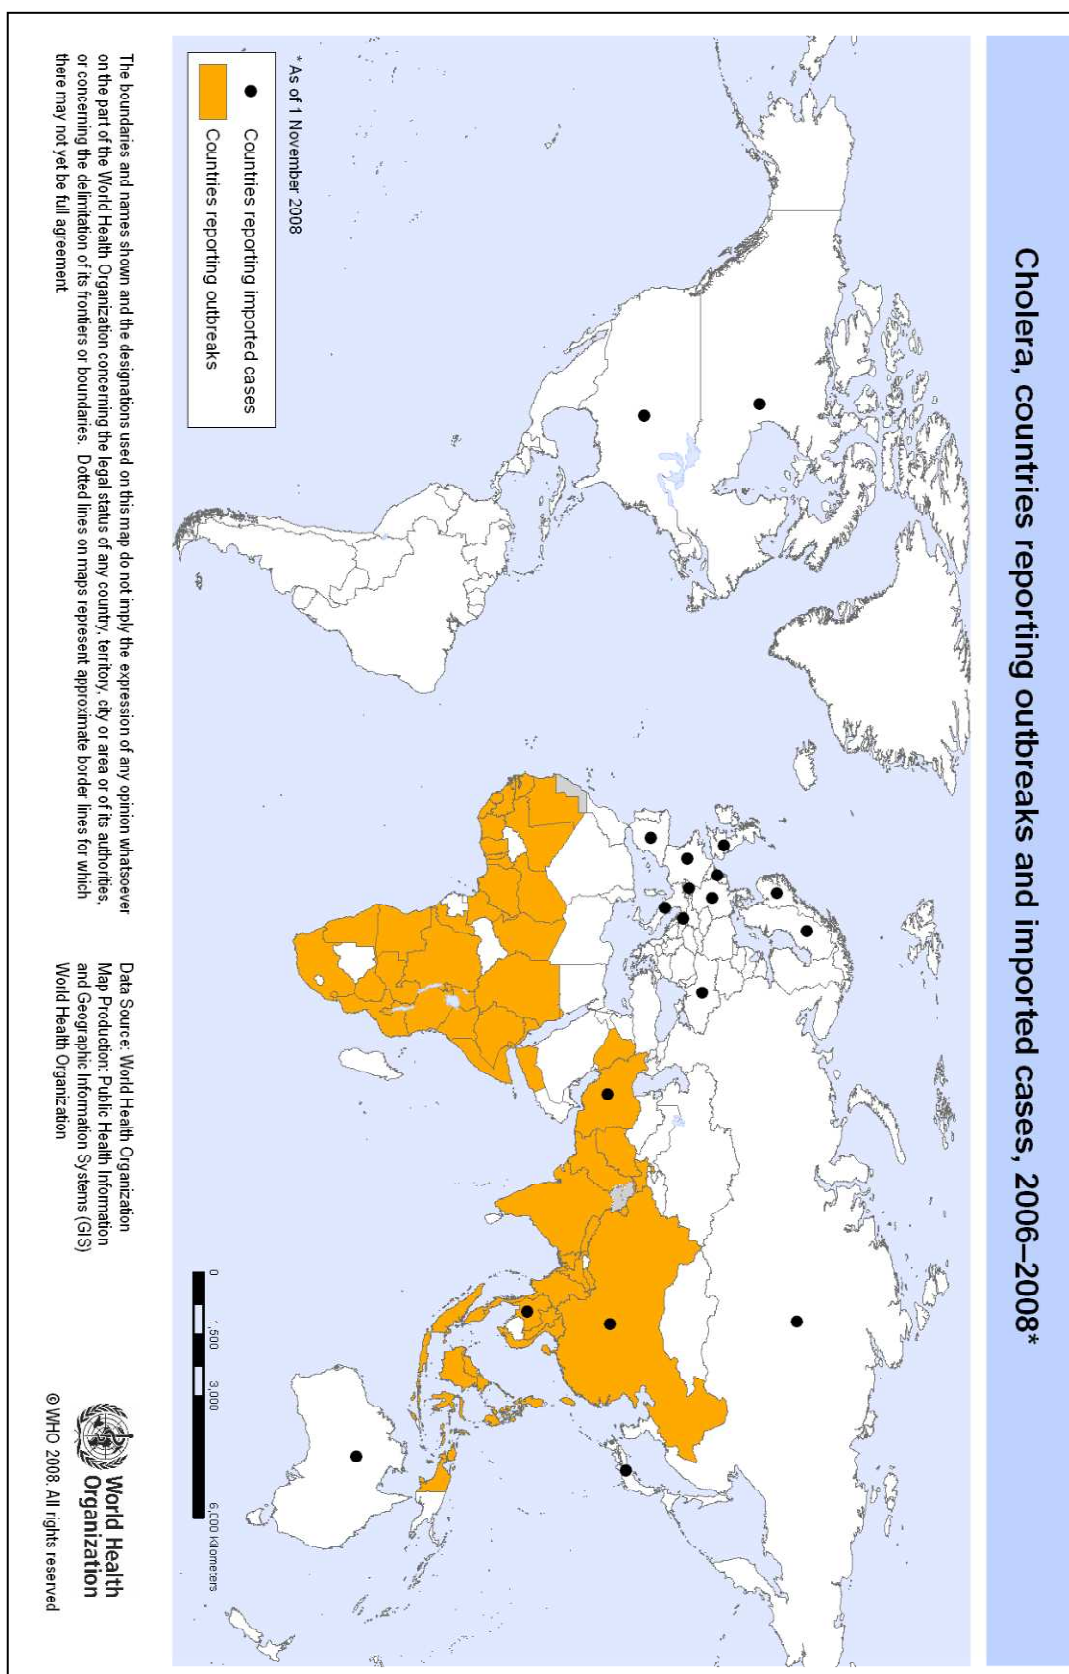 Cholera, countries reporting outbreaks and imported cases, 2006–2008*
* As of 1 November 2008
Countries reporting imported cases
Countries reporting outbreaks
0
3,000
6,000 Kilometers
The boundaries and names shown and the designations used on this map do not imply the expression of any opinion whatsoever
on the part of the World Health Organization concerning the legal status of any country, territory, city or area or of its authorities,
or concerning the delimitation of its frontiers or boundaries.  Dotted lines on maps represent approximate border lines for which
there may not yet be full agreement
Data Source: World Health Organization
Map Production: Public Health Information
and Geographic Information Systems (GIS)
World Health Organization
World Health
Organization
© WHO 2008. All rights reserved